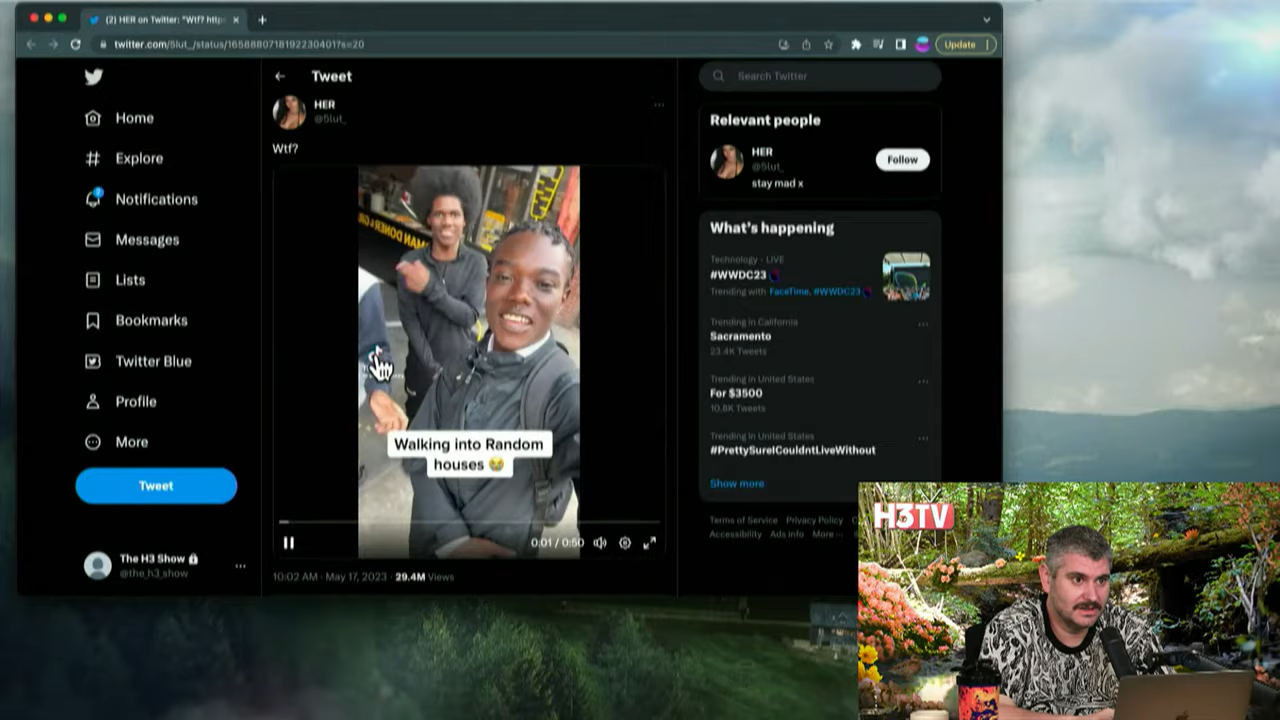 (2) HER on Twitter: "Wtf? http
twitter.com/5lut_/status/1658880718192230401?s=20
Update
Home
Explore
Notifications
Messages
Lists
Bookmarks
Twitter Blue
Profile
More
Tweet
The H3 Show
@the_h3_show
Tweet
HER
@5lut_
Wtf?
Walking into Random
houses 😭
0:01 / 0:50
10:02 AM · May 17, 2023 · 29.4M Views
Search Twitter
Relevant people
HER
@5lut_
Follow
stay mad x
What's happening
Technology · LIVE
#WWDC23
Trending with FaceTime, #WWDC23
Trending in California
Sacramento
23.4K Tweets
Trending in United States
For $3500
10.8K Tweets
Trending in United States
#PrettySureICouldntLiveWithout
Show more
Terms of Service Privacy Policy C
Accessibility Ads info More
H3TV